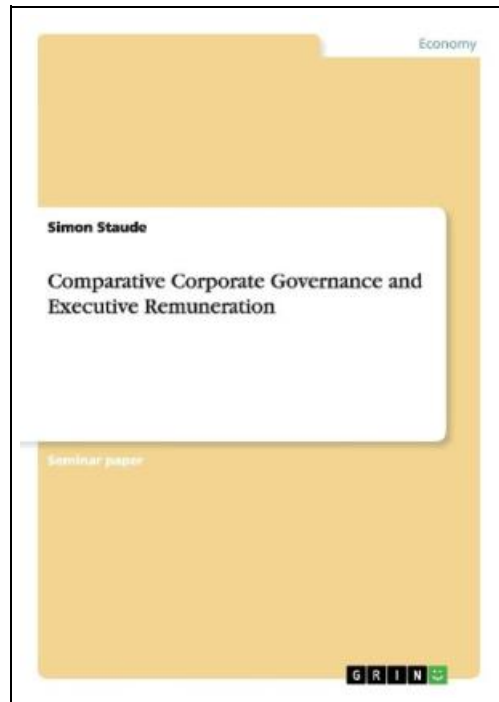 Economy
Simon Staude
Comparative Corporate Governance and
Executive Remuneration
Seminar paper
GRIN